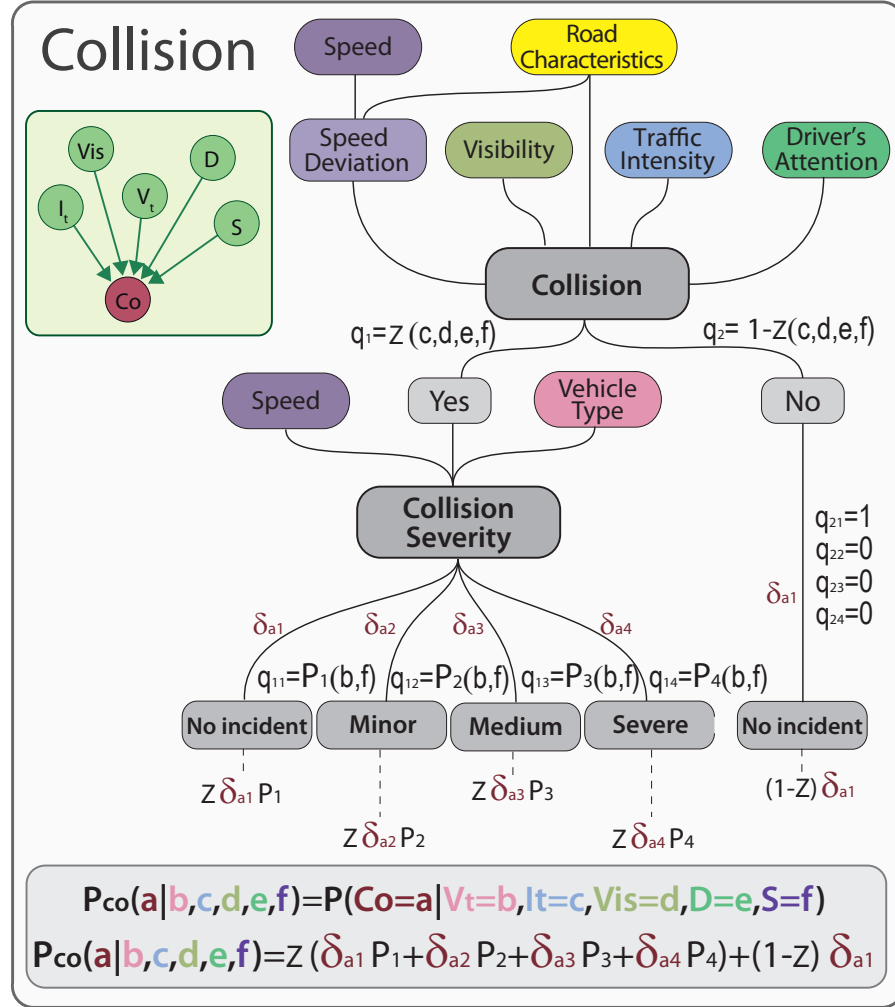 Collision
Speed
Road
Characteristics
Vis
D
I_t
V_t
S
Co
Speed
Deviation
Visibility
Traffic
Intensity
Driver's
Attention
Collision
q₁=z(c,d,e,f)
q₂= 1-z(c,d,e,f)
Speed
Yes
Vehicle
Type
No
Collision
Severity
q₂₁=1
q₂₂=0
q₂₃=0
q₂₄=0
δa1
δa1
δa2
δa3
δa4
q₁₁=P₁(b,f)
q₁₂=P₂(b,f)
q₁₃=P₃(b,f)
q₁₄=P₄(b,f)
No incident
Minor
Medium
Severe
No incident
z δa1 P₁
z δa2 P₂
z δa3 P₃
z δa4 P₄
(1-z) δa1
Pco(a|b,c,d,e,f)=P(Co=a|Vt=b,It=c,Vis=d,D=e,S=f)
Pco(a|b,c,d,e,f)=z (δa1 P₁+δa2 P₂+δa3 P₃+δa4 P₄)+(1-z) δa1